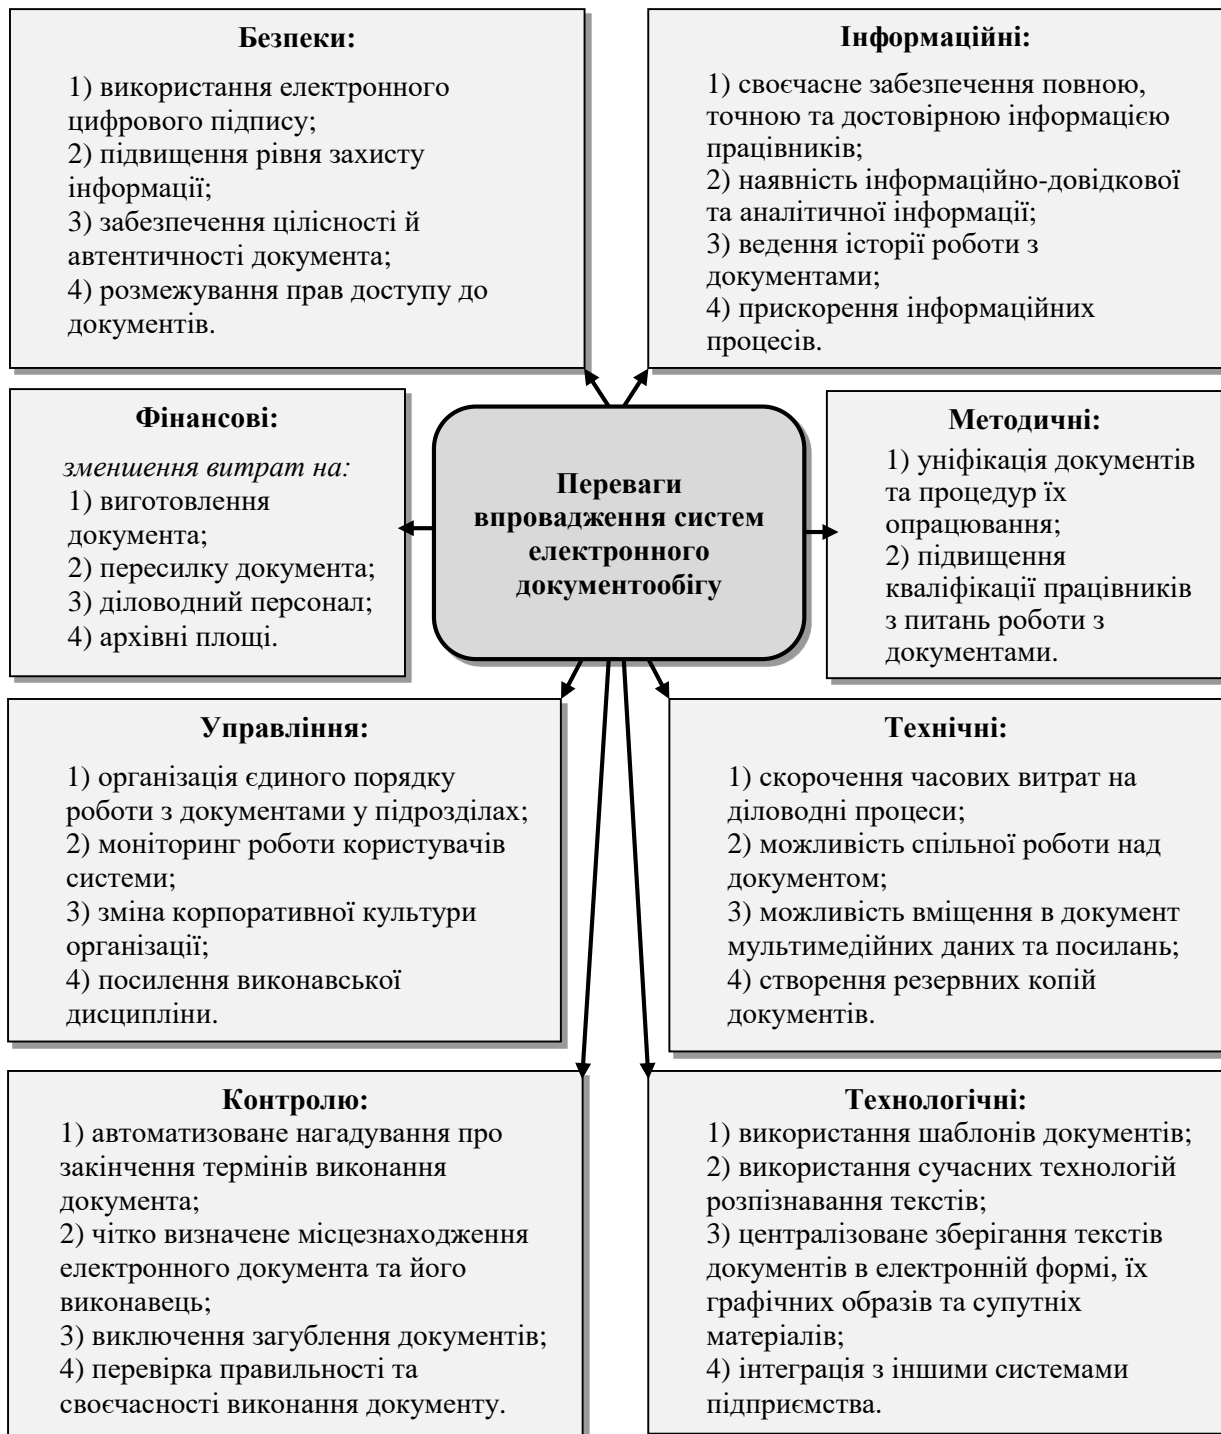 Безпеки:
1) використання електронного
цифрового підпису;
2) підвищення рівня захисту
інформації;
3) забезпечення цілісності й
автентичності документа;
4) розмежування прав доступу до
документів.
Інформаційні:
1) своєчасне забезпечення повною,
точною та достовірною інформацією
працівників;
2) наявність інформаційно-довідкової
та аналітичної інформації;
3) ведення історії роботи з
документами;
4) прискорення інформаційних
процесів.
Фінансові:
зменшення витрат на:
1) виготовлення
документа;
2) пересилку документа;
3) діловодний персонал;
4) архівні площі.
Переваги
впровадження систем
електронного
документообігу
Методичні:
1) уніфікація документів
та процедур їх
опрацювання;
2) підвищення
кваліфікації працівників
з питань роботи з
документами.
Управління:
1) організація єдиного порядку
роботи з документами у підрозділах;
2) моніторинг роботи користувачів
системи;
3) зміна корпоративної культури
організації;
4) посилення виконавської
дисципліни.
Технічні:
1) скорочення часових витрат на
діловодні процеси;
2) можливість спільної роботи над
документом;
3) можливість вміщення в документ
мультимедійних даних та посилань;
4) створення резервних копій
документів.
Контролю:
1) автоматизоване нагадування про
закінчення термінів виконання
документа;
2) чітко визначене місцезнаходження
електронного документа та його
виконавець;
3) виключення загублення документів;
4) перевірка правильності та
своєчасності виконання документу.
Технологічні:
1) використання шаблонів документів;
2) використання сучасних технологій
розпізнавання текстів;
3) централізоване зберігання текстів
документів в електронній формі, їх
графічних образів та супутніх
матеріалів;
4) інтеграція з іншими системами
підприємства.